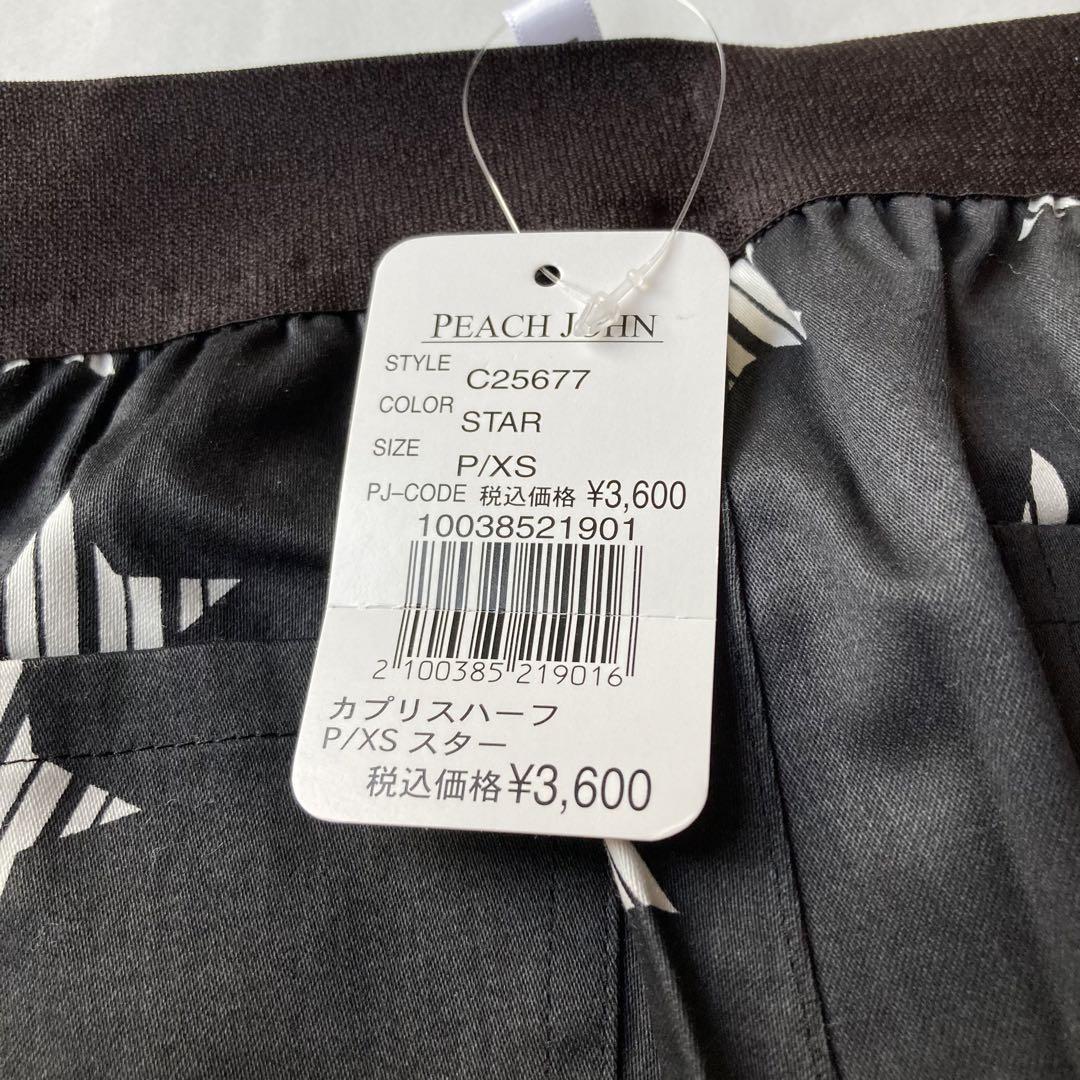 PEACH JOHN
STYLE C25677
COLOR STAR
SIZE P/XS
PJ-CODE 税込価格 ¥3,600
10038521901
2 100385 219016
カプリスハーフ
P/XS スター
税込価格¥3,600